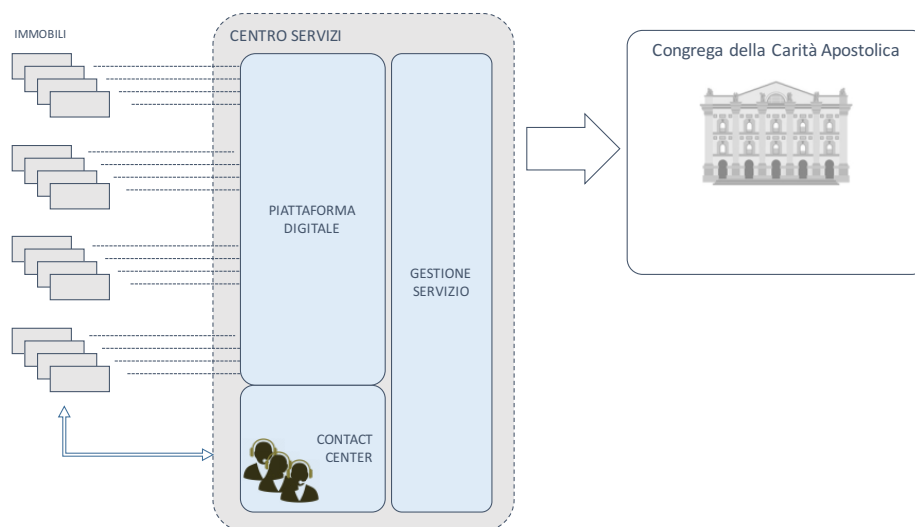 IMMOBILI
CENTRO SERVIZI
PIATTAFORMA
DIGITALE
GESTIONE
SERVIZIO
CONTACT
CENTER
Congrega della Carità Apostolica